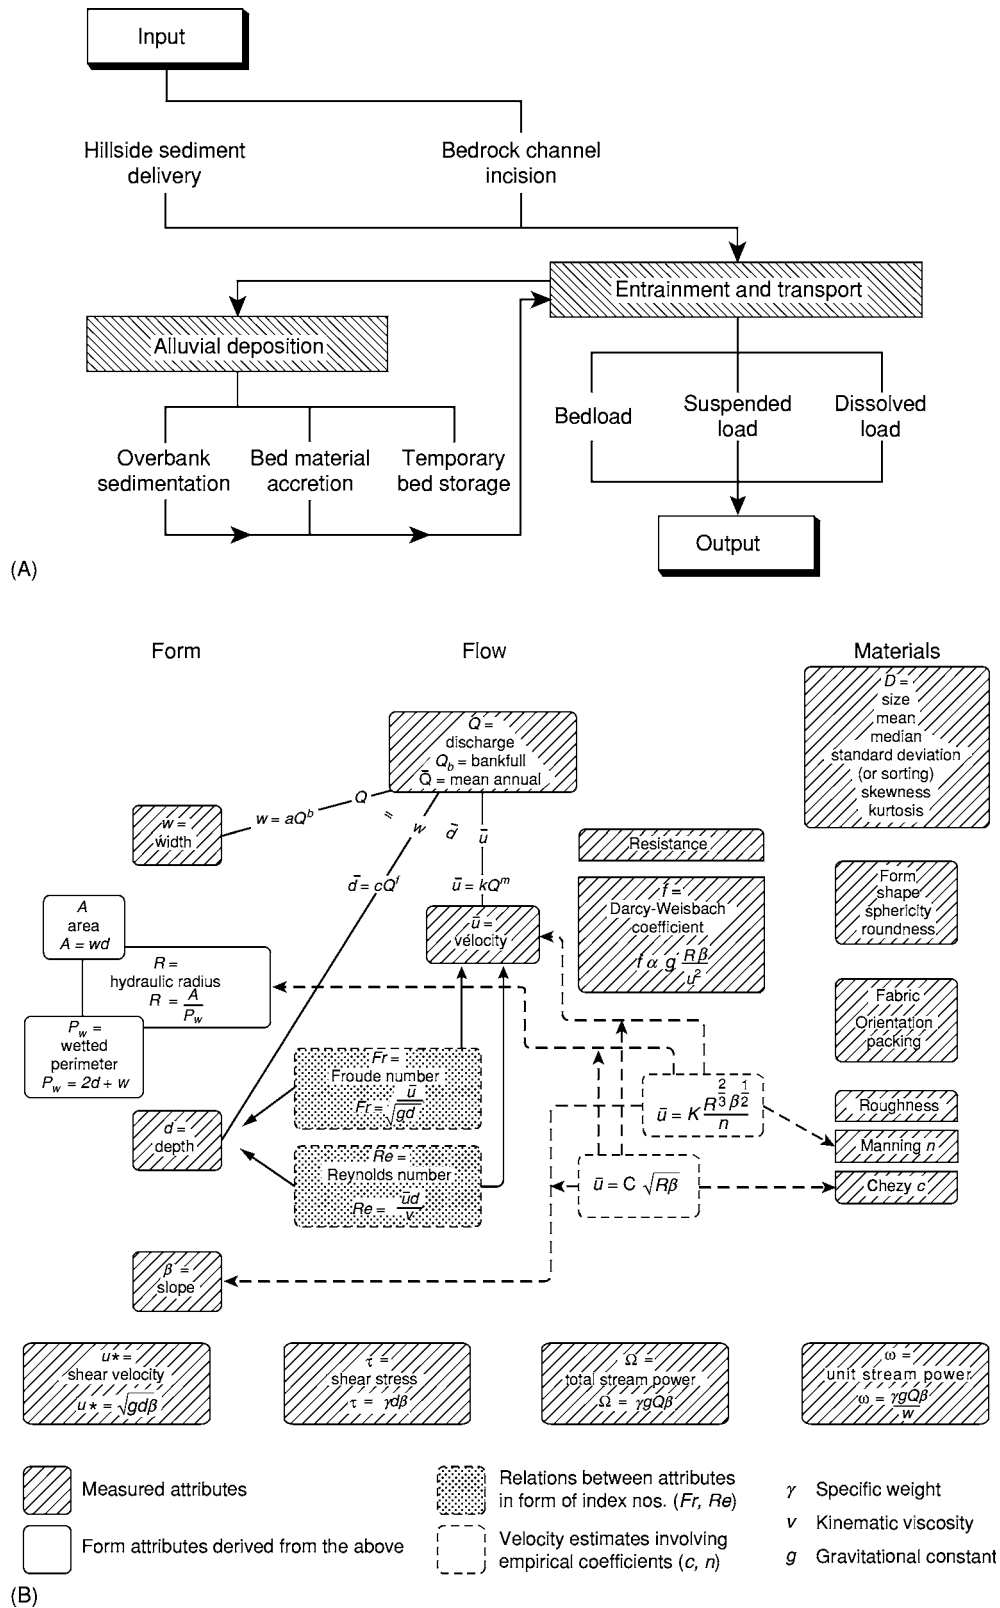 Input
Hillside sediment
delivery
Bedrock channel
incision
Entrainment and transport
Alluvial deposition
Bedload
Suspended
load
Dissolved
load
Overbank
sedimentation
Bed material
accretion
Temporary
bed storage
Output
(A)
Form
Flow
Materials
D =
size
mean
median
standard deviation
(or sorting)
skewness
kurtosis
Q =
discharge
Q_b = bankfull
Q̄ = mean annual
w =
width
w = aQ^b
Q = w d̄ ū
d̄ = cQ^f
ū = kQ^m
ū =
velocity
Resistance
f =
Darcy-Weisbach
coefficient
f ∝ g Rβ/u²
Form
shape
sphericity
roundness
A
area
A = wd
R =
hydraulic radius
R = A/P_w
P_w =
wetted
perimeter
P_w = 2d + w
Fabric
Orientation
packing
Fr =
Froude number
Fr = ū/√gd
d =
depth
Re =
Reynolds number
Re = ūd/v
ū = K R^2/3 β^1/2 / n
ū = C √Rβ
Roughness
Manning n
Chezy c
β =
slope
u* =
shear velocity
u* = √gdβ
τ =
shear stress
τ = γdβ
Ω =
total stream power
Ω = γgQβ
ω =
unit stream power
ω = γgQβ/w
Measured attributes
Form attributes derived from the above
Relations between attributes
in form of index nos. (Fr, Re)
Velocity estimates involving
empirical coefficients (c, n)
γ Specific weight
v Kinematic viscosity
g Gravitational constant
(B)